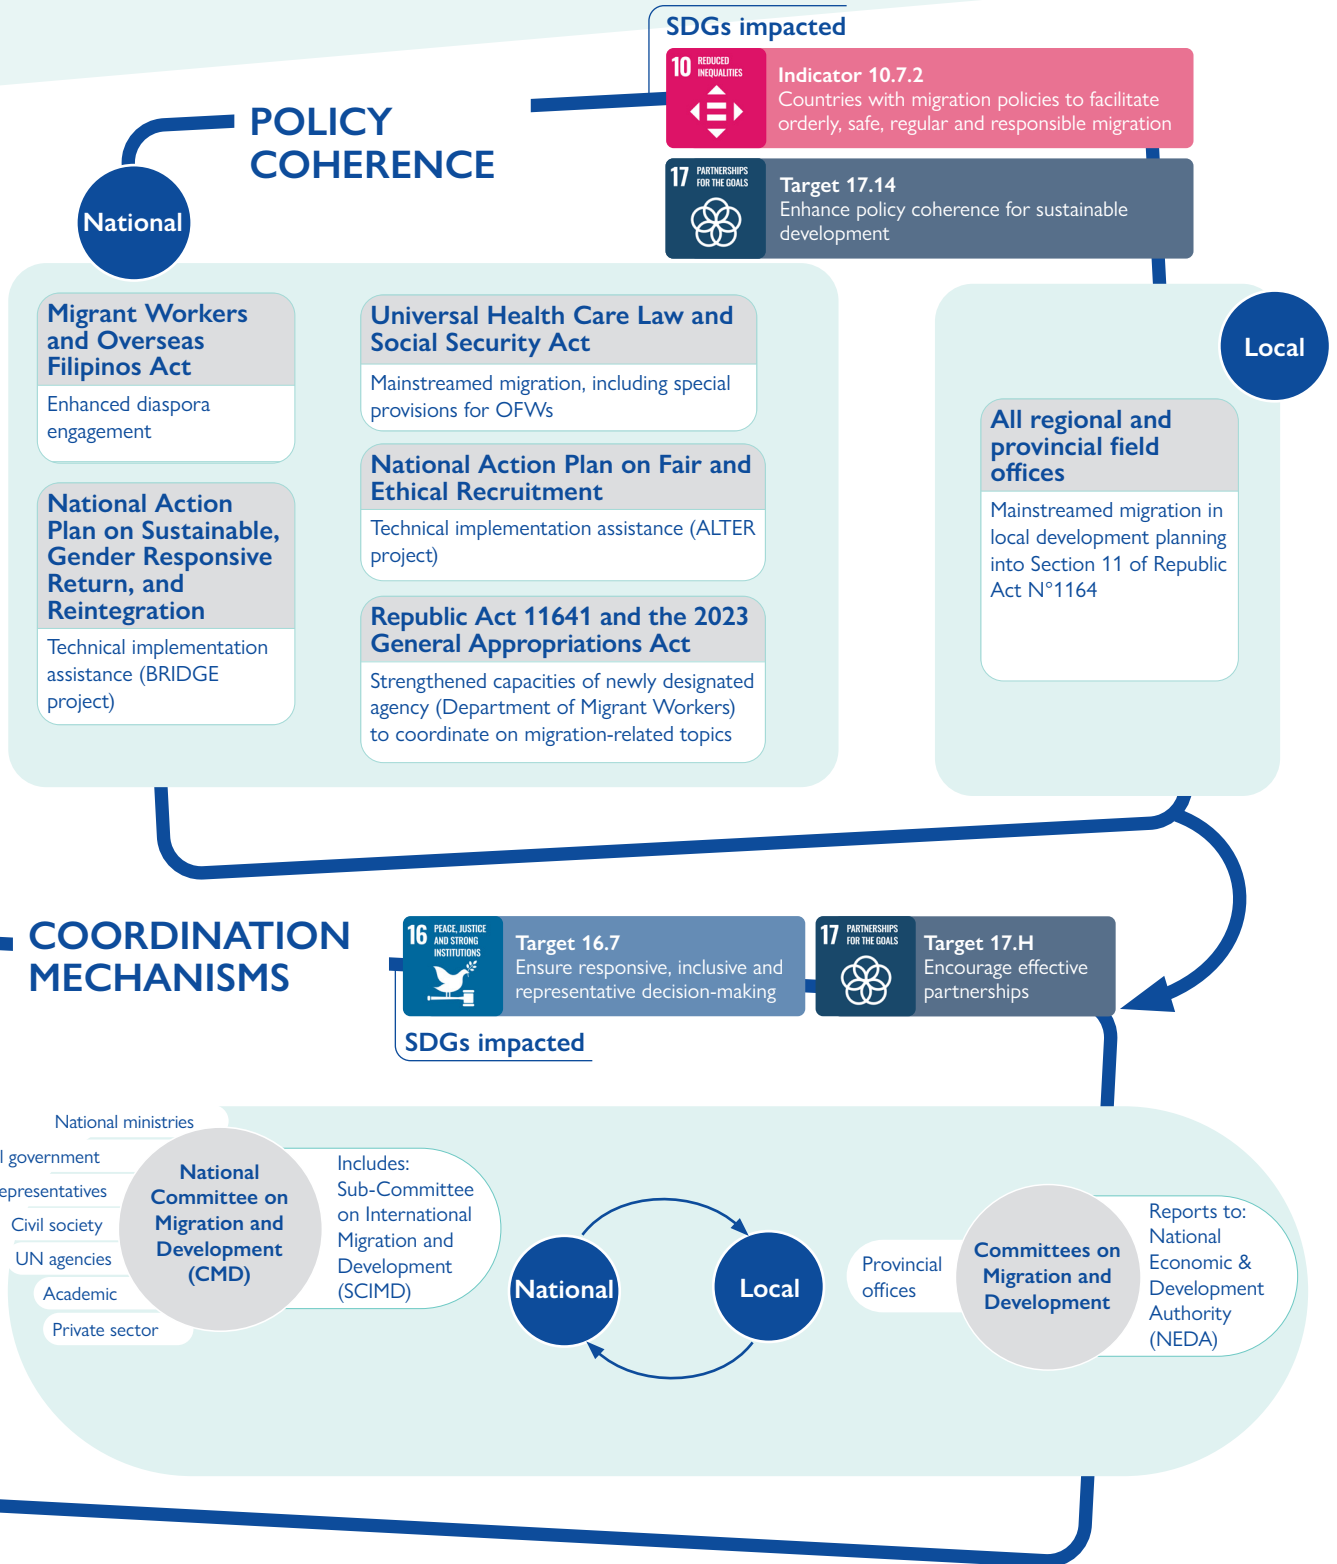 SDGs impacted
10 REDUCED
INEQUALITIES
Indicator 10.7.2
Countries with migration policies to facilitate
orderly, safe, regular and responsible migration
POLICY
COHERENCE
17 PARTNERSHIPS
FOR THE GOALS
Target 17.14
Enhance policy coherence for sustainable
development
National
Migrant Workers
and Overseas
Filipinos Act
Enhanced diaspora
engagement
National Action
Plan on Sustainable,
Gender Responsive
Return, and
Reintegration
Technical implementation
assistance (BRIDGE
project)
Universal Health Care Law and
Social Security Act
Mainstreamed migration, including special
provisions for OFWs
National Action Plan on Fair and
Ethical Recruitment
Technical implementation assistance (ALTER
project)
Republic Act 11641 and the 2023
General Appropriations Act
Strengthened capacities of newly designated
agency (Department of Migrant Workers)
to coordinate on migration-related topics
Local
All regional and
provincial field
offices
Mainstreamed migration in
local development planning
into Section 11 of Republic
Act N°1164
COORDINATION
MECHANISMS
16 PEACE, JUSTICE
AND STRONG
INSTITUTIONS
Target 16.7
Ensure responsive, inclusive and
representative decision-making
17 PARTNERSHIPS
FOR THE GOALS
Target 17.H
Encourage effective
partnerships
SDGs impacted
National ministries
l government
epresentatives
Civil society
UN agencies
Academic
Private sector
National
Committee on
Migration and
Development
(CMD)
Includes:
Sub-Committee
on International
Migration and
Development
(SCIMD)
National
Local
Provincial
offices
Committees on
Migration and
Development
Reports to:
National
Economic &
Development
Authority
(NEDA)